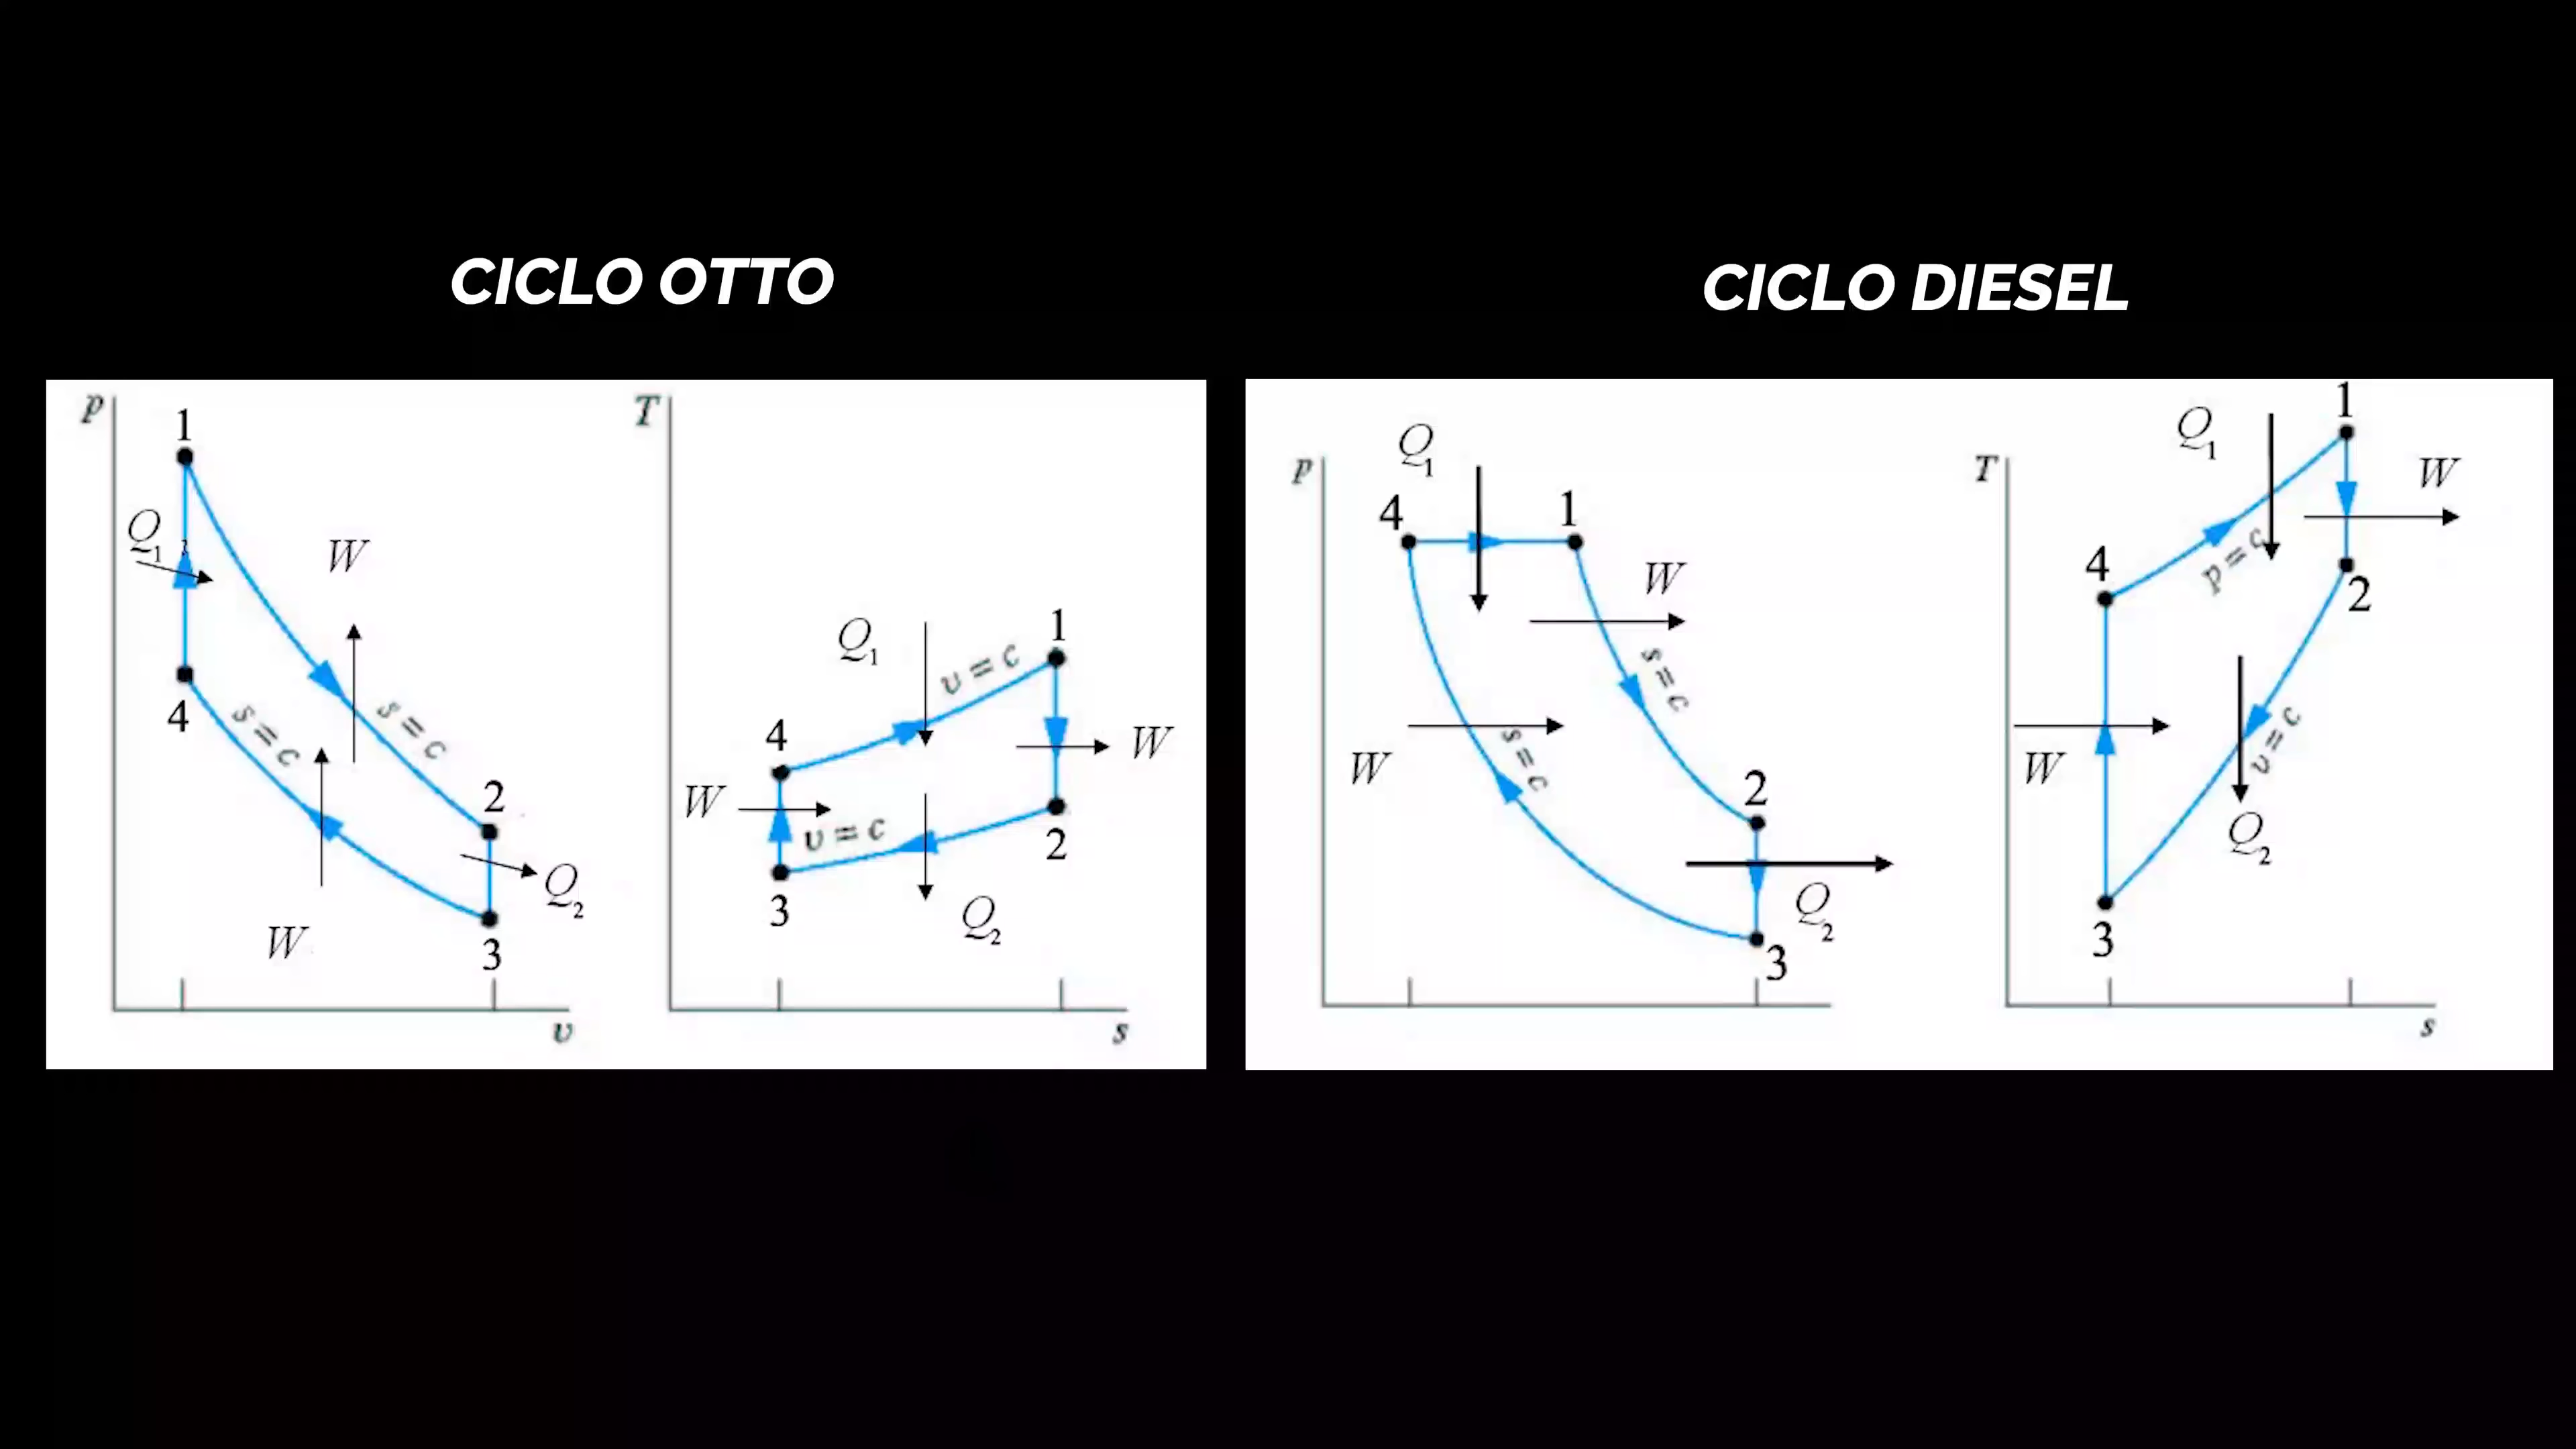 CICLO OTTO
CICLO DIESEL
p
1
Q1
W
4
s = c
s = c
2
Q2
W
3
υ
T
Q1
υ = c
1
4
W
W
υ = c
2
3
Q2
s
p
Q1
4
1
W
s = c
W
s = c
2
Q2
3
T
Q1
1
W
p = c
4
2
W
υ = c
Q2
3
s